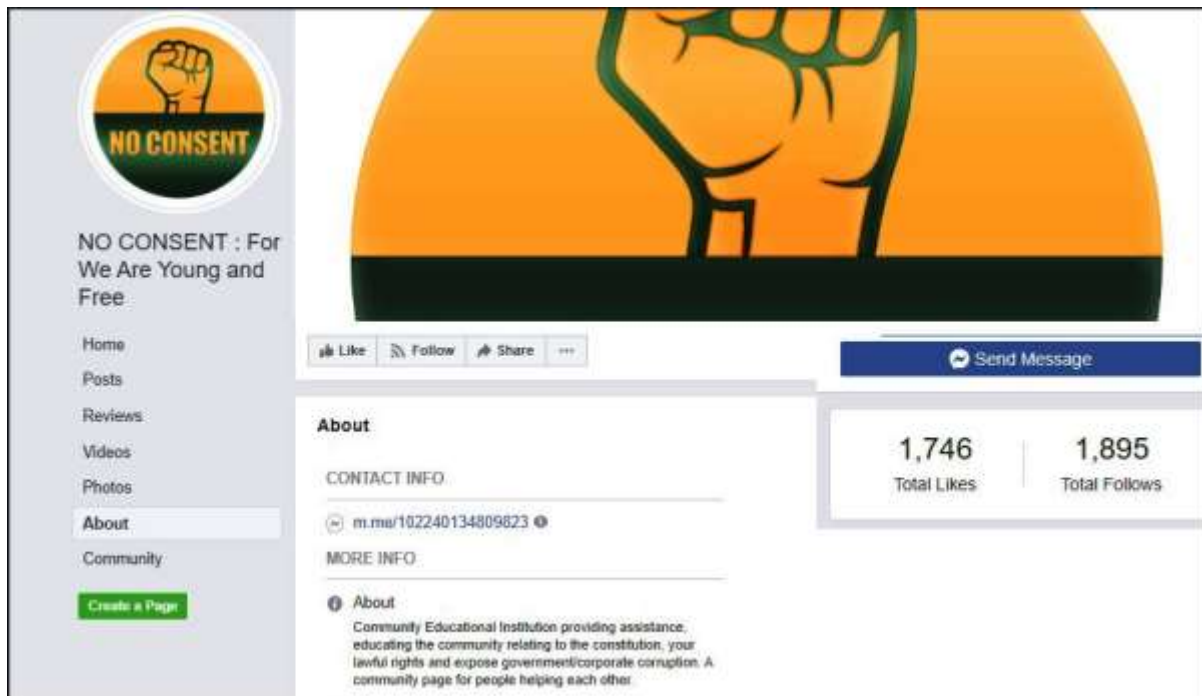 NO CONSENT
NO CONSENT : For
We Are Young and
Free
Home
Posts
Reviews
Videos
Photos
About
Community
Create a Page
Like
Follow
Share
Send Message
About
CONTACT INFO
m.me/102240134809823
MORE INFO
About
Community Educational Institution providing assistance,
educating the community relating to the constitution, your
lawful rights and expose government/corporate corruption. A
community page for people helping each other.
1,746
1,895
Total Likes
Total Follows